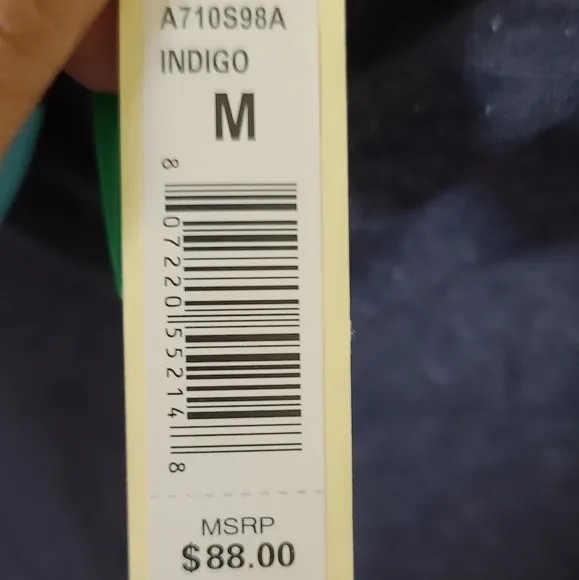 A710S98A
INDIGO
M
8 07220 55214 8
MSRP
$88.00